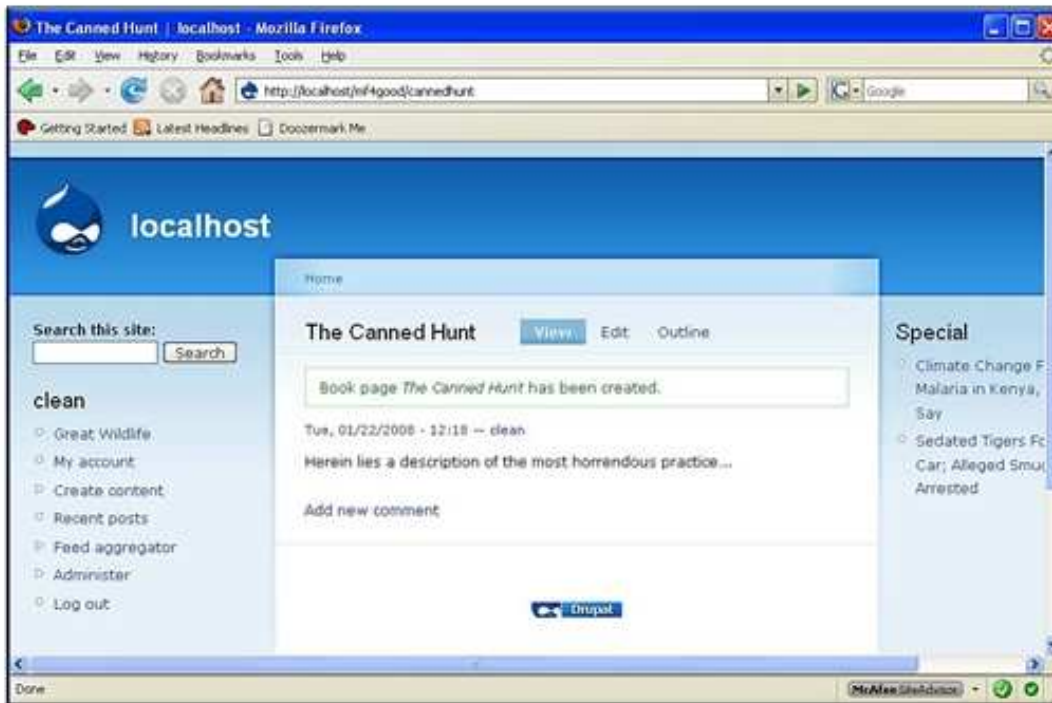 The Canned Hunt | localhost - Mozilla Firefox
File Edit View History Bookmarks Tools Help
http://localhost/mf4good/cannedhunt
Google
Getting Started Latest Headlines Doozermark Me
localhost
Home
Search this site:
Search
clean
Great Wildlife
My account
Create content
Recent posts
Feed aggregator
Administer
Log out
The Canned Hunt View Edit Outline
Book page The Canned Hunt has been created.
Tue, 01/22/2008 - 12:18 — clean
Herein lies a description of the most horrendous practice...
Add new comment
Drupal
Special
Climate Change F
Malaria in Kenya,
Say
Sedated Tigers Fo
Car; Alleged Smug
Arrested
Done
McAfee SiteAdvisor